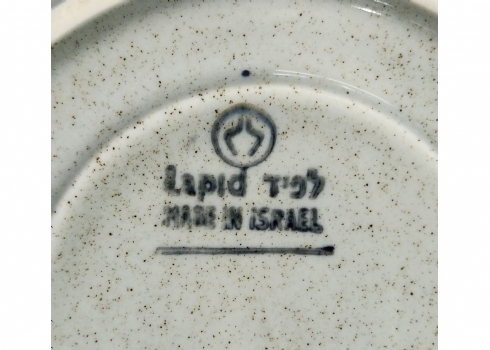 Lapid לפיד
MADE IN ISRAEL